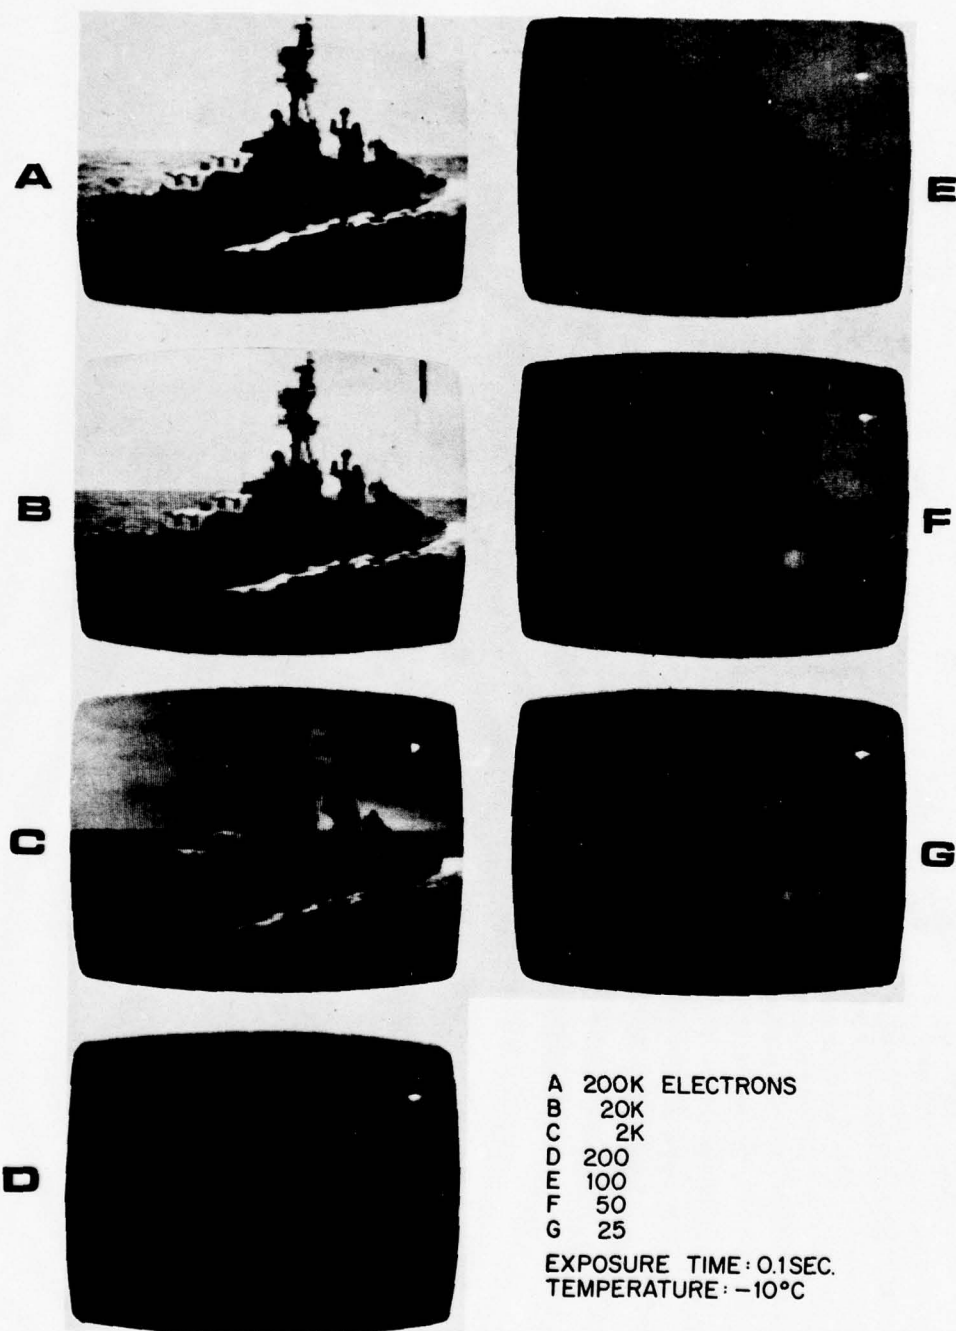 A
E
B
F
C
G
D
A 200K ELECTRONS
B 20K
C 2K
D 200
E 100
F 50
G 25
EXPOSURE TIME: 0.1 SEC.
TEMPERATURE: -10°C